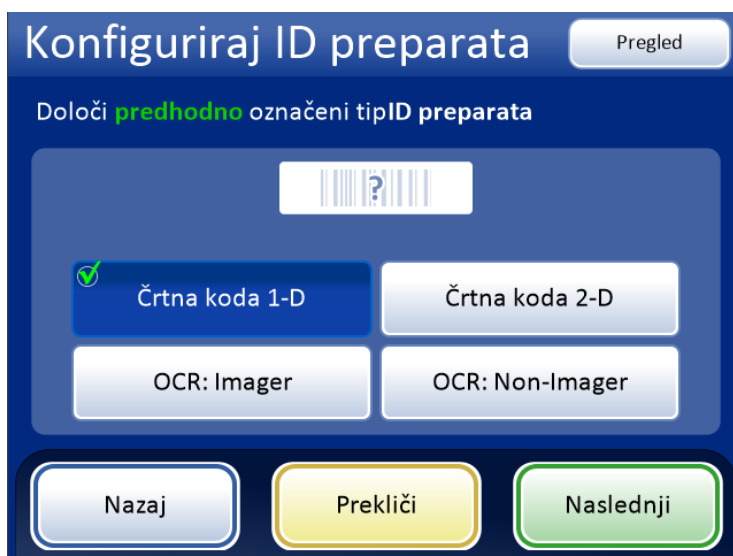 Konfiguriraj ID preparata
Pregled
Določi predhodno označeni tipID preparata
?
Črtna koda 1-D
Črtna koda 2-D
OCR: Imager
OCR: Non-Imager
Nazaj
Prekliči
Naslednji